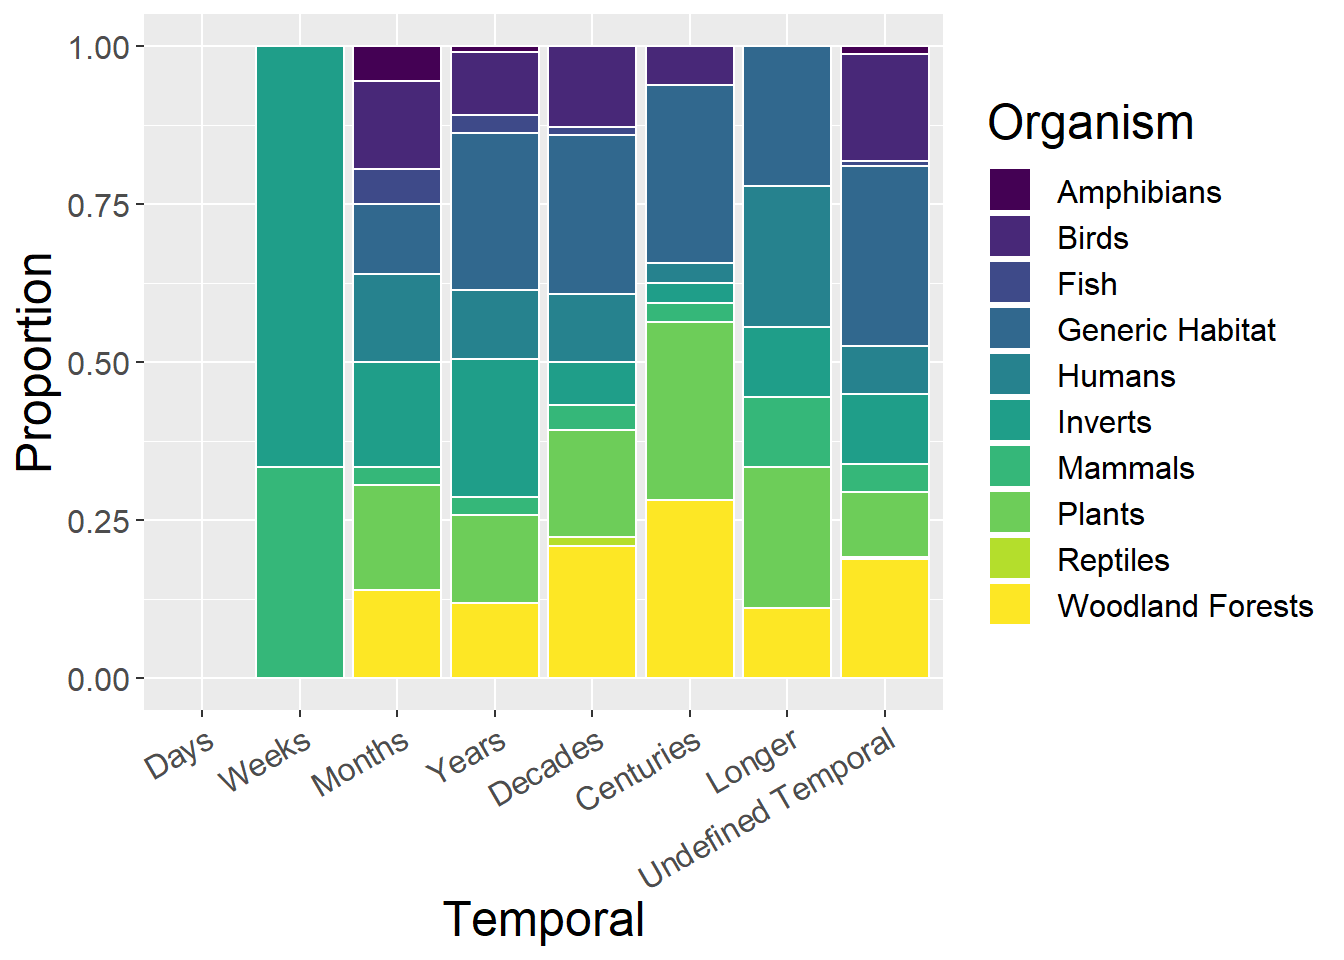 1.00
0.75
0.50
0.25
0.00
Proportion
Days
Weeks
Months
Years
Decades
Centuries
Longer
Undefined Temporal
Temporal
Organism
Amphibians
Birds
Fish
Generic Habitat
Humans
Inverts
Mammals
Plants
Reptiles
Woodland Forests